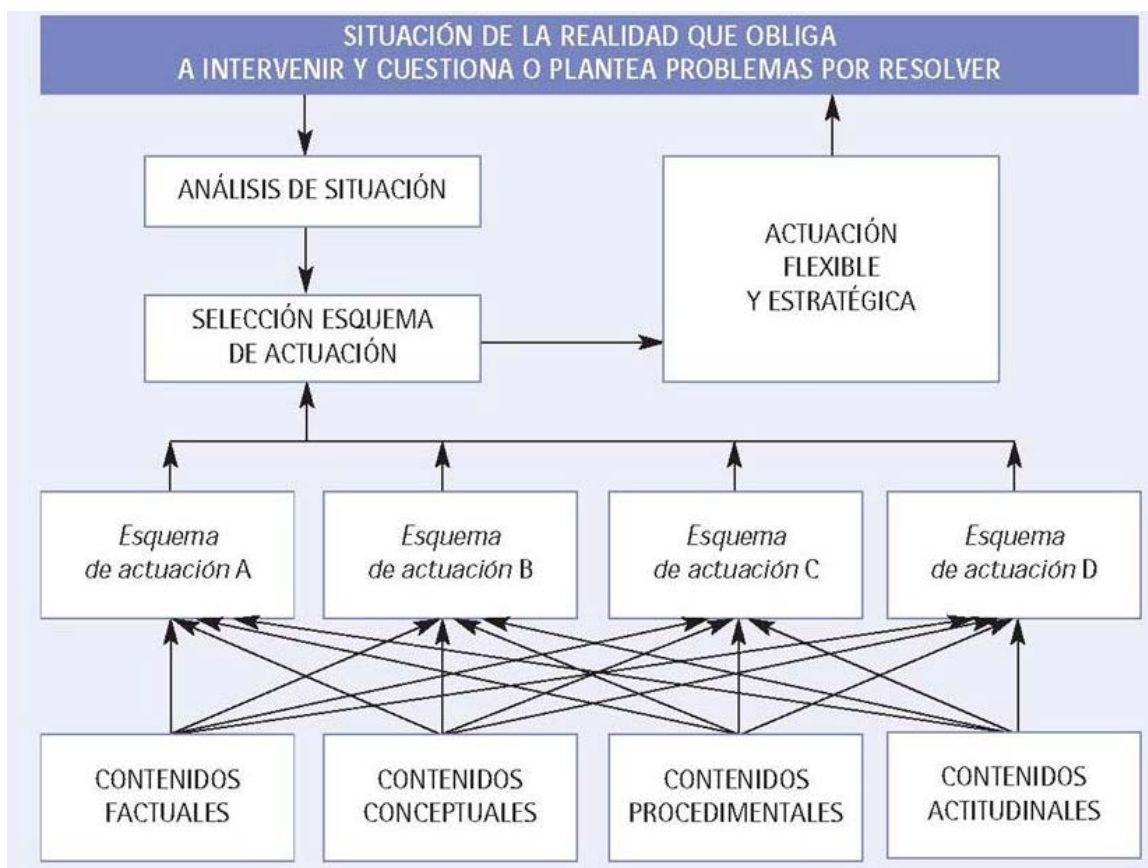 SITUACIÓN DE LA REALIDAD QUE OBLIGA
A INTERVENIR Y CUESTIONA O PLANTEA PROBLEMAS POR RESOLVER
ANÁLISIS DE SITUACIÓN
ACTUACIÓN
FLEXIBLE
Y ESTRATÉGICA
SELECCIÓN ESQUEMA
DE ACTUACIÓN
Esquema
de actuación A
Esquema
de actuación B
Esquema
de actuación C
Esquema
de actuación D
CONTENIDOS
FACTUALES
CONTENIDOS
CONCEPTUALES
CONTENIDOS
PROCEDIMENTALES
CONTENIDOS
ACTITUDINALES